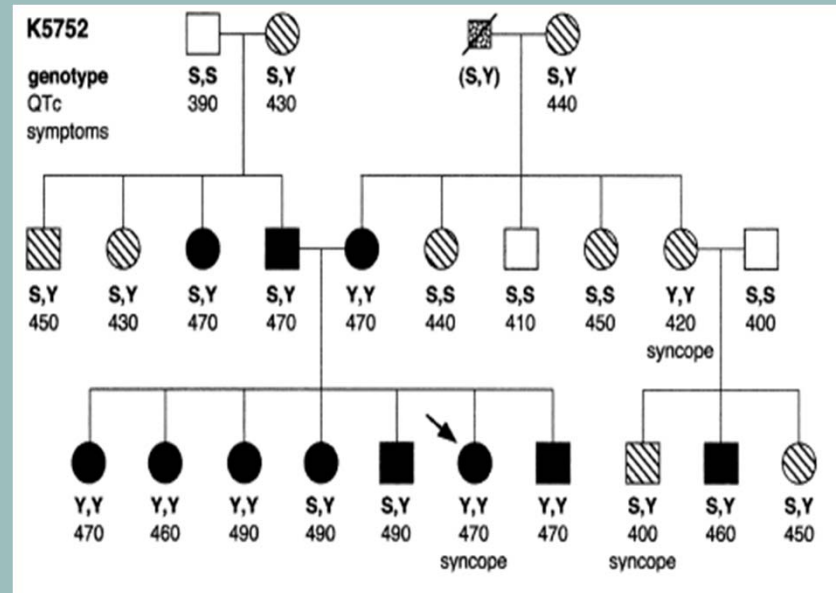 K5752
genotype S,S S,Y (S,Y) S,Y
QTc 390 430 440
symptoms
S,Y S,Y S,Y S,Y Y,Y S,S S,S S,S Y,Y S,S
450 430 470 470 470 440 410 450 420 400
syncope
Y,Y Y,Y Y,Y S,Y S,Y Y,Y Y,Y S,Y S,Y S,Y
470 460 490 490 490 470 470 400 460 450
syncope syncope